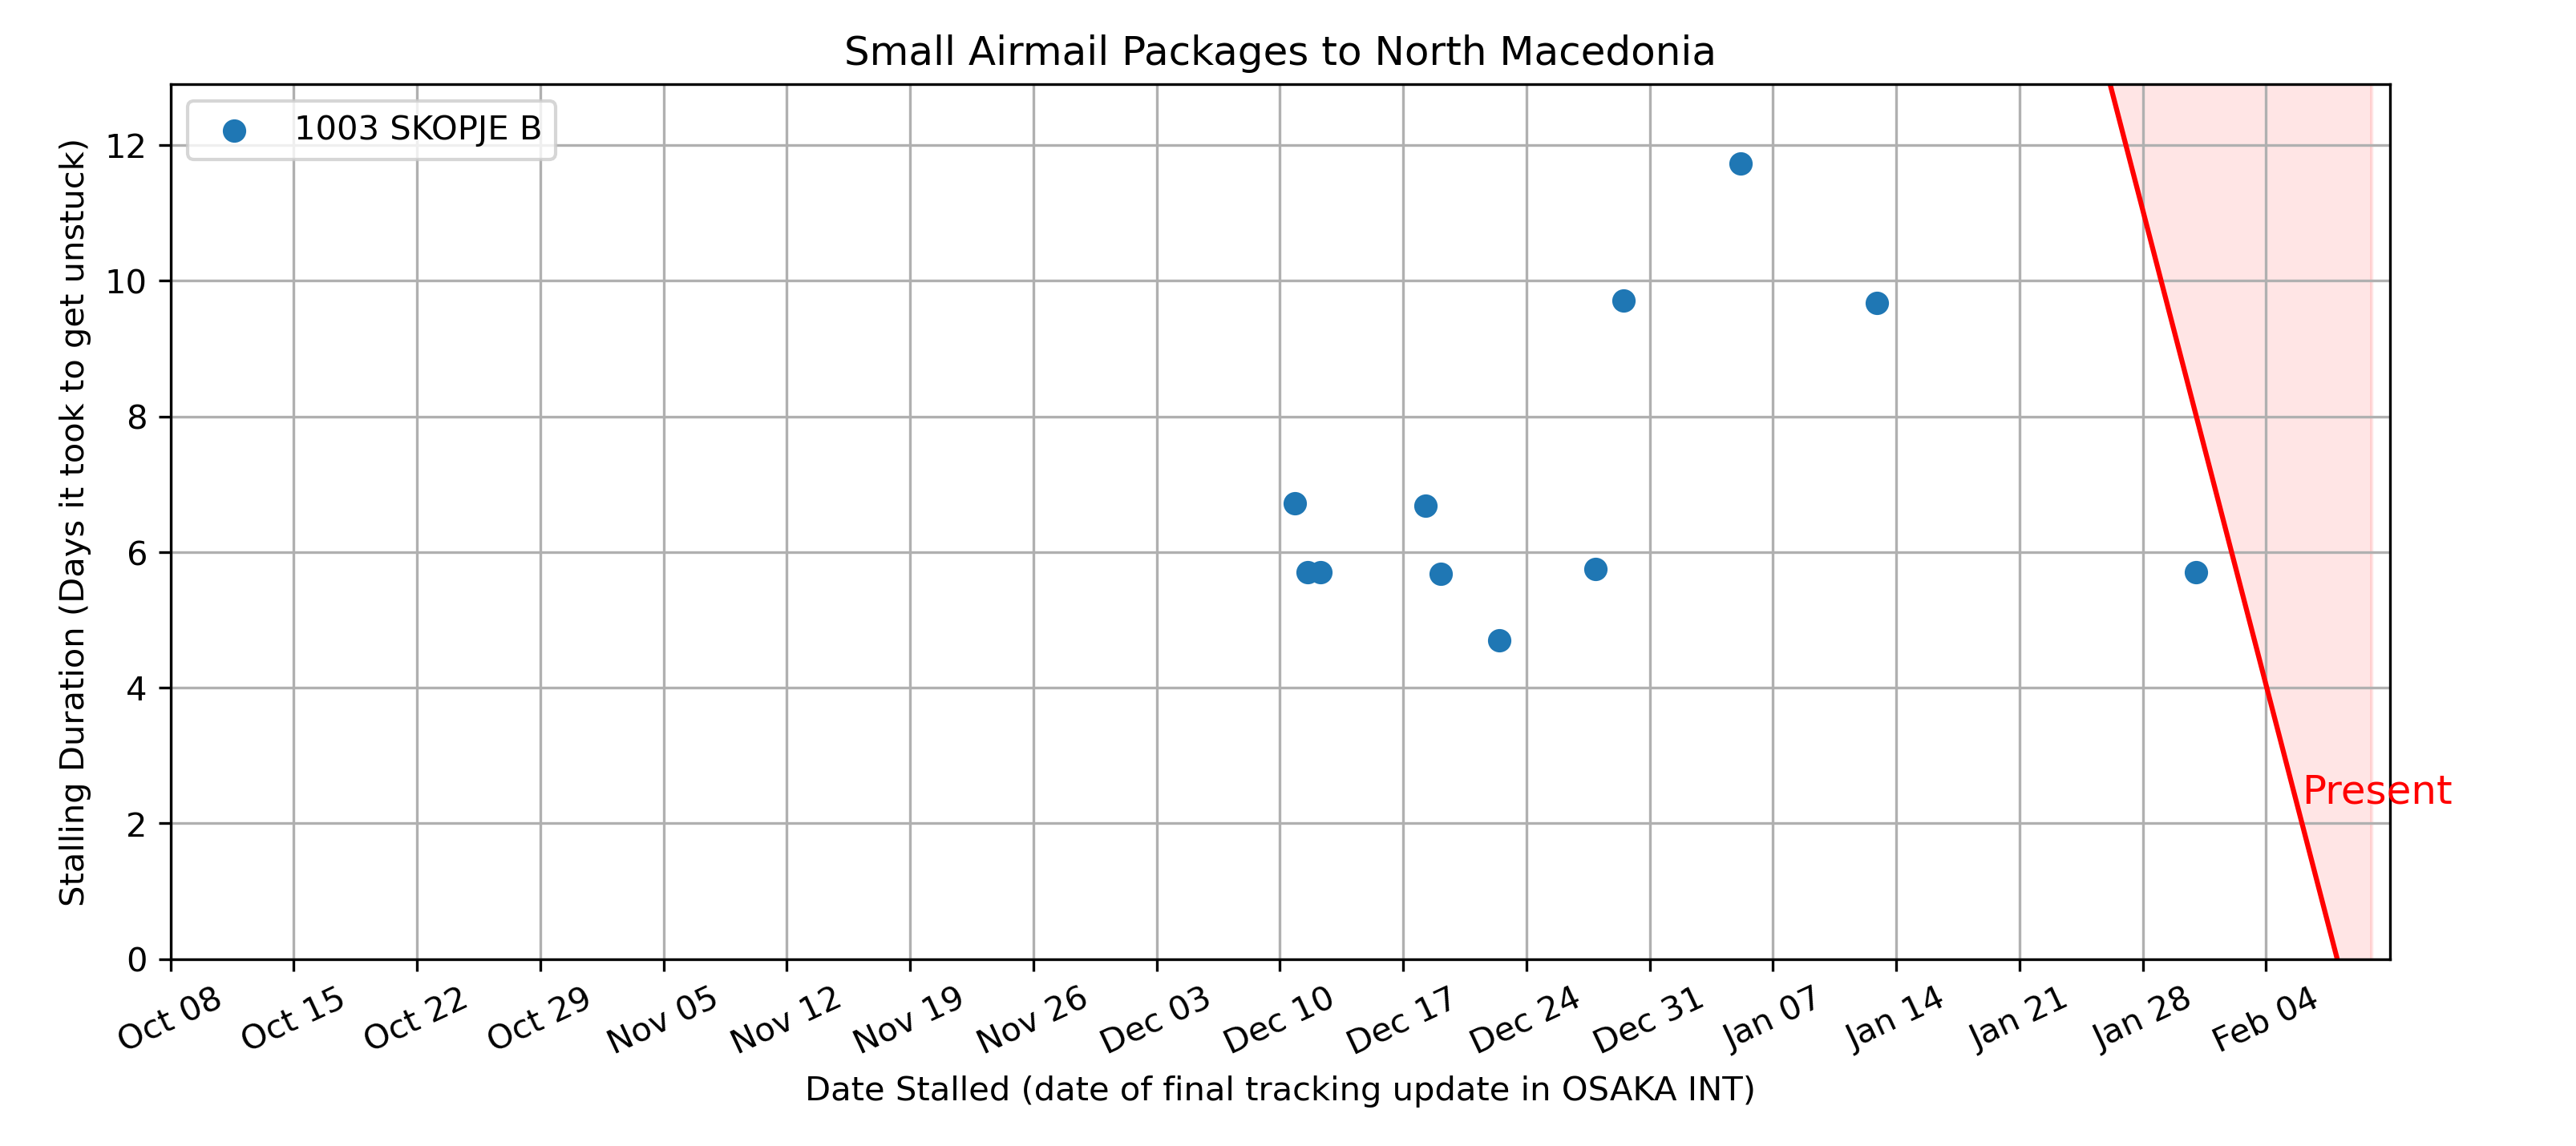 Small Airmail Packages to North Macedonia
1003 SKOPJE B
Stalling Duration (Days it took to get unstuck)
12
10
8
6
4
2
0
Present
Oct 08
Oct 15
Oct 22
Oct 29
Nov 05
Nov 12
Nov 19
Nov 26
Dec 03
Dec 10
Dec 17
Dec 24
Dec 31
Jan 07
Jan 14
Jan 21
Jan 28
Feb 04
Date Stalled (date of final tracking update in OSAKA INT)